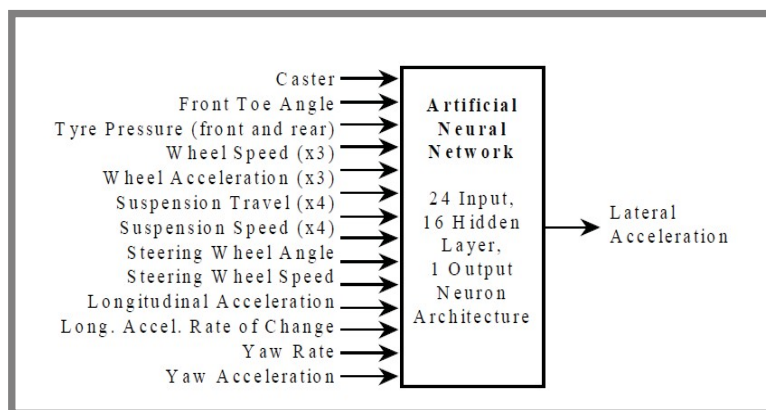 Caster
Front Toe Angle
Tyre Pressure (front and rear)
Wheel Speed (x3)
Wheel Acceleration (x3)
Suspension Travel (x4)
Suspension Speed (x4)
Steering Wheel Angle
Steering Wheel Speed
Longitudinal Acceleration
Long. Accel. Rate of Change
Yaw Rate
Yaw Acceleration
Artificial
Neural
Network
24 Input,
16 Hidden
Layer,
1 Output
Neuron
Architecture
Lateral
Acceleration